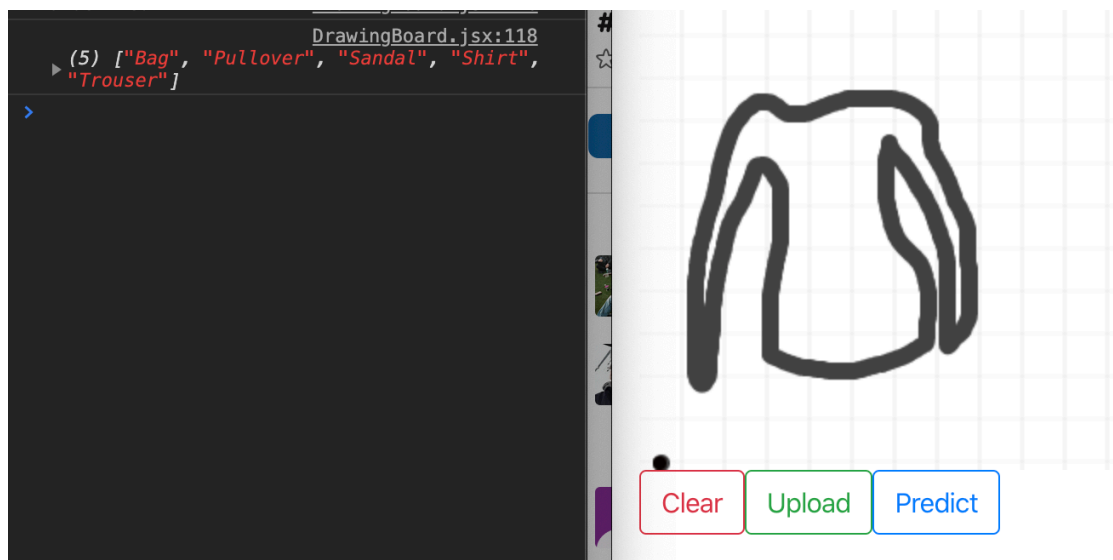 DrawingBoard.jsx:118
(5) ["Bag", "Pullover", "Sandal", "Shirt",
"Trouser"]
>
#
Clear Upload Predict